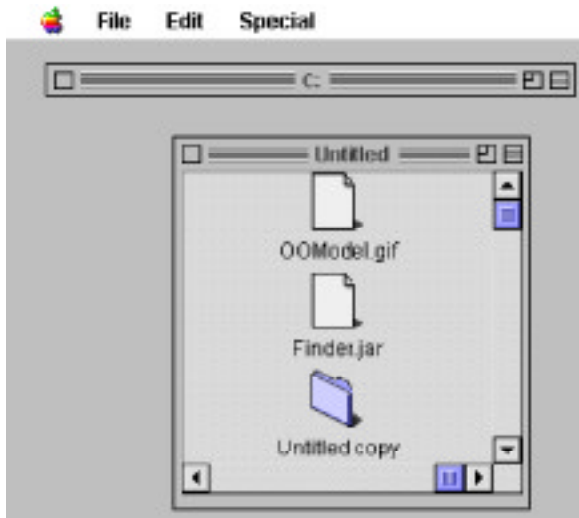 File Edit Special
C:
Untitled
OOModel.gif
Finder.jar
Untitled copy